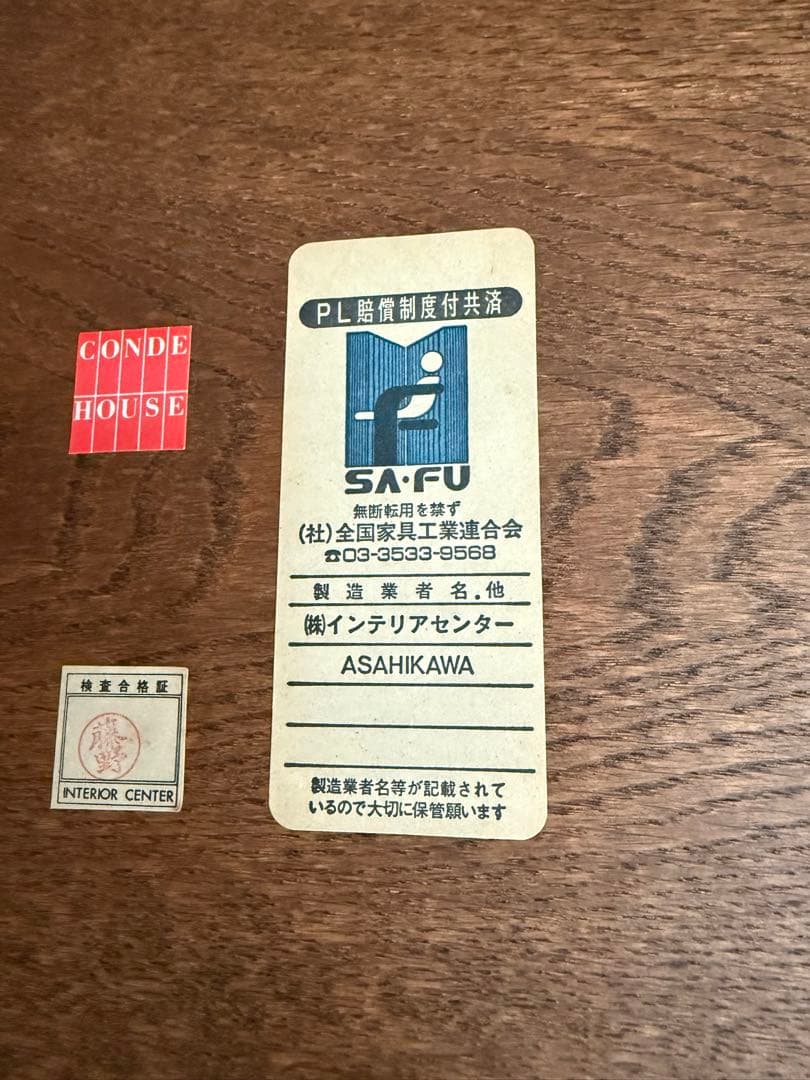 CONDE
HOUSE
検査合格証
藤野
INTERIOR CENTER
PL賠償制度付共済
SA·FU
無断転用を禁ず
(社)全国家具工業連合会
☎03-3533-9568
製造業者名.他
㈱インテリアセンター
ASAHIKAWA
製造業者名等が記載されて
いるので大切に保管願います